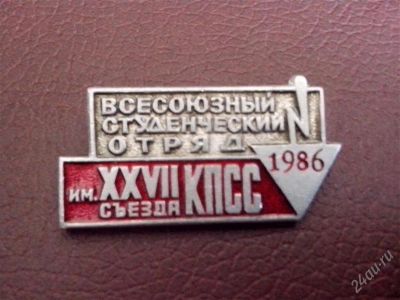 ВСЕСОЮЗНЫЙ
СТУДЕНЧЕСКИЙ
ОТРЯД
1986
ИМ. XXVII
СЪЕЗДА КПСС
24au.ru